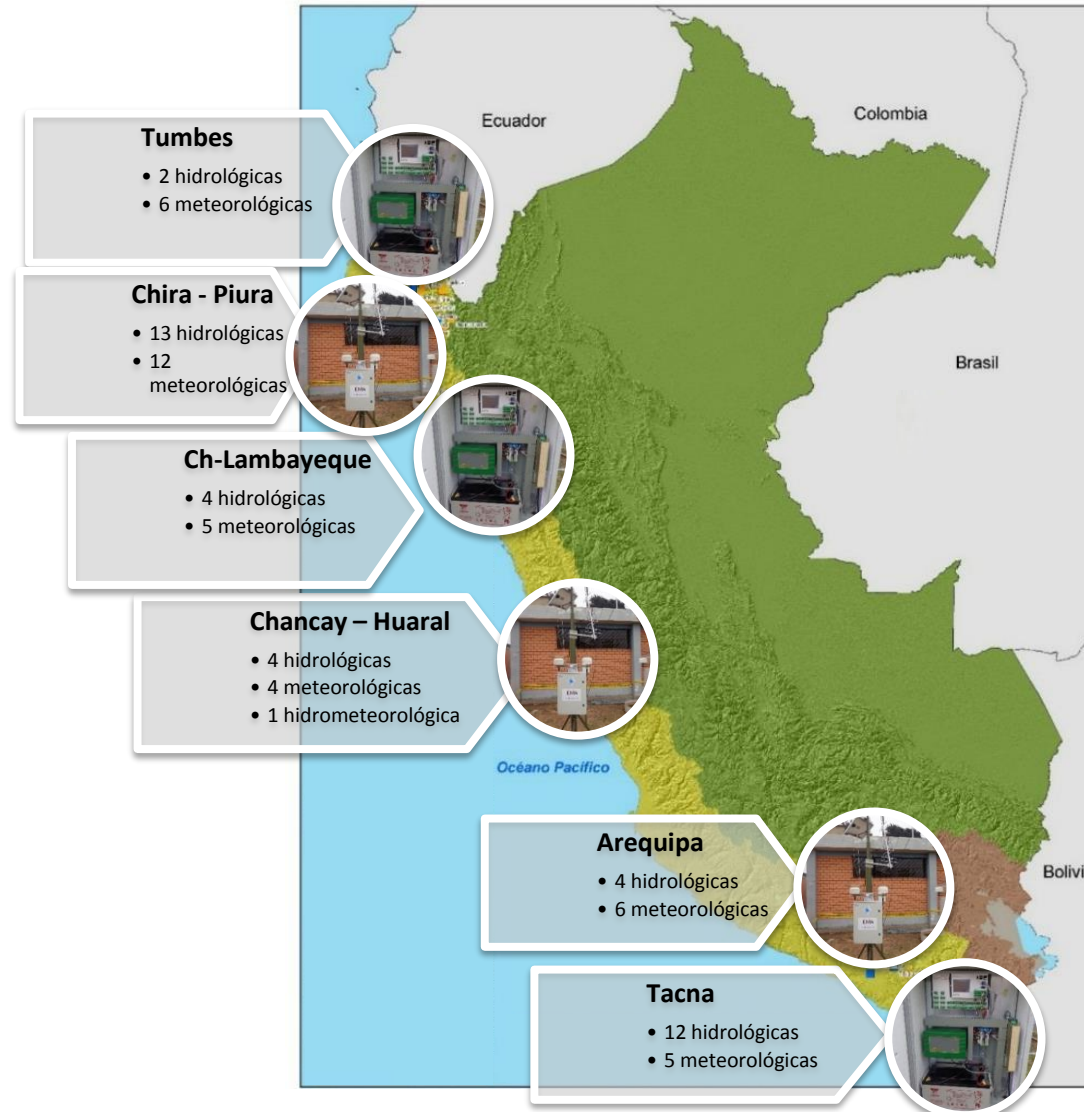 Ecuador
Colombia
Tumbes
• 2 hidrológicas
• 6 meteorológicas
Chira - Piura
• 13 hidrológicas
• 12
meteorológicas
Brasil
Ch-Lambayeque
• 4 hidrológicas
• 5 meteorológicas
Chancay – Huaral
• 4 hidrológicas
• 4 meteorológicas
• 1 hidrometeorológica
Océano Pacífico
Arequipa
• 4 hidrológicas
• 6 meteorológicas
Bolivi
Tacna
• 12 hidrológicas
• 5 meteorológicas